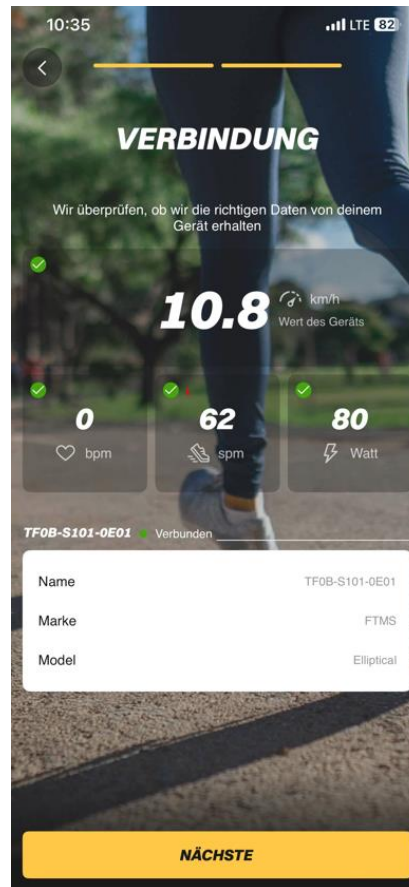 10:35
LTE 82
VERBINDUNG
Wir überprüfen, ob wir die richtigen Daten von deinem
Gerät erhalten
10.8 km/h
Wert des Geräts
0 62 80
bpm spm Watt
TF0B-S101-0E01 Verbunden
Name TF0B-S101-0E01
Marke FTMS
Model Elliptical
NÄCHSTE